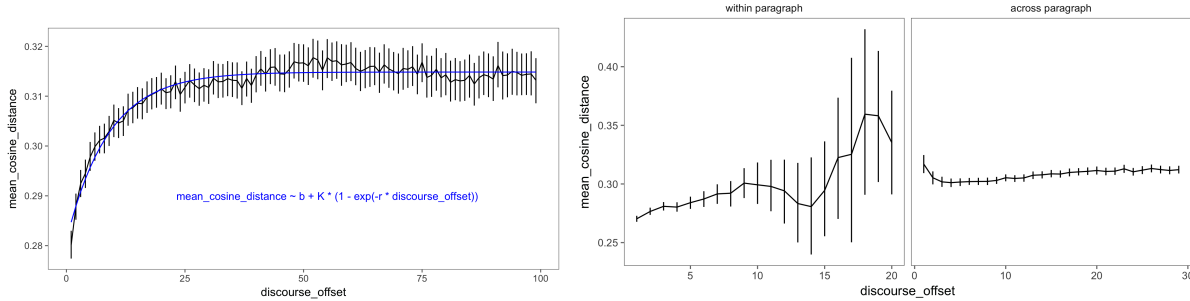 mean_cosine_distance
0.32
0.31
0.30
0.29
0.28
mean_cosine_distance ~ b + K * (1 - exp(-r * discourse_offset))
0 25 50 75 100
discourse_offset
within paragraph across paragraph
mean_cosine_distance
0.40
0.35
0.30
0.25
5 10 15 20 0 10 20 30
discourse_offset